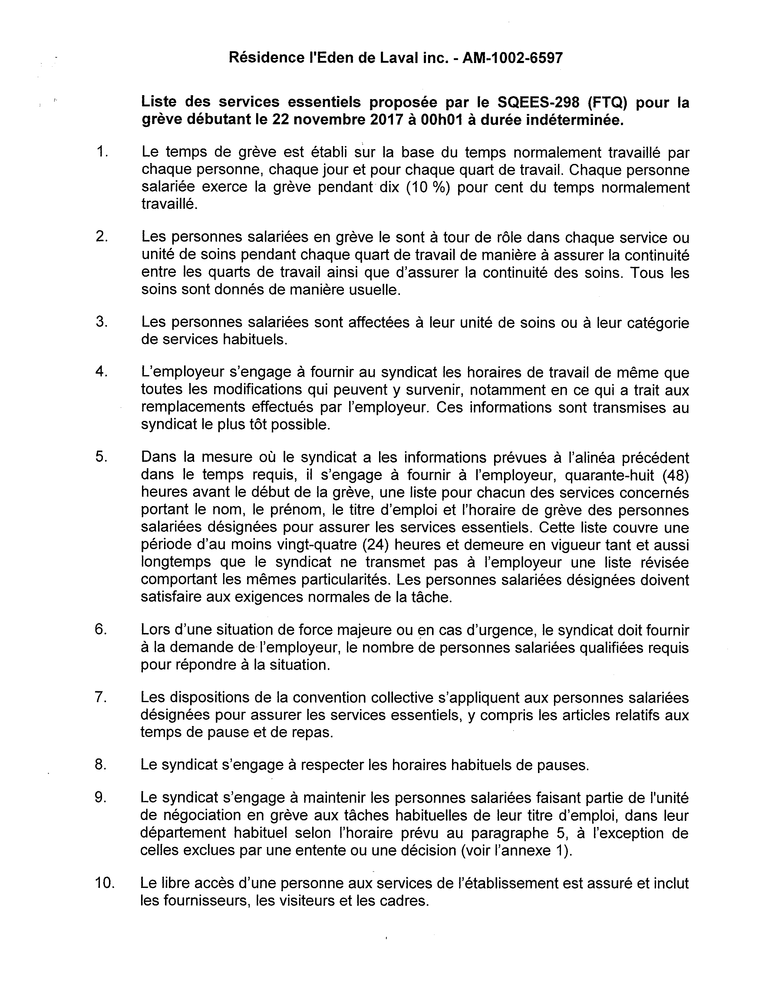 Résidence l'Eden de Laval inc. - AM-1002-6597
Liste des services essentiels proposée par le SQEES-298 (FTQ) pour la
grève débutant le 22 novembre 2017 à 00h01 à durée indéterminée.
1. Le temps de grève est établi sur la base du temps normalement travaillé par
chaque personne, chaque jour et pour chaque quart de travail. Chaque personne
salariée exerce la grève pendant dix (10 %) pour cent du temps normalement
travaillé.
2. Les personnes salariées en grève le sont à tour de rôle dans chaque service ou
unité de soins pendant chaque quart de travail de manière à assurer la continuité
entre les quarts de travail ainsi que d'assurer la continuité des soins. Tous les
soins sont donnés de manière usuelle.
3. Les personnes salariées sont affectées à leur unité de soins ou à leur catégorie
de services habituels.
4. L'employeur s'engage à fournir au syndicat les horaires de travail de même que
toutes les modifications qui peuvent y survenir, notamment en ce qui a trait aux
remplacements effectués par l'employeur. Ces informations sont transmises au
syndicat le plus tôt possible.
5. Dans la mesure où le syndicat a les informations prévues à l'alinéa précédent
dans le temps requis, il s'engage à fournir à l'employeur, quarante-huit (48)
heures avant le début de la grève, une liste pour chacun des services concernés
portant le nom, le prénom, le titre d'emploi et l'horaire de grève des personnes
salariées désignées pour assurer les services essentiels. Cette liste couvre une
période d'au moins vingt-quatre (24) heures et demeure en vigueur tant et aussi
longtemps que le syndicat ne transmet pas à l'employeur une liste révisée
comportant les mêmes particularités. Les personnes salariées désignées doivent
satisfaire aux exigences normales de la tâche.
6. Lors d'une situation de force majeure ou en cas d'urgence, le syndicat doit fournir
à la demande de l'employeur, le nombre de personnes salariées qualifiées requis
pour répondre à la situation.
7. Les dispositions de la convention collective s'appliquent aux personnes salariées
désignées pour assurer les services essentiels, y compris les articles relatifs aux
temps de pause et de repas.
8. Le syndicat s'engage à respecter les horaires habituels de pauses.
9. Le syndicat s'engage à maintenir les personnes salariées faisant partie de l'unité
de négociation en grève aux tâches habituelles de leur titre d'emploi, dans leur
département habituel selon l'horaire prévu au paragraphe 5, à l'exception de
celles exclues par une entente ou une décision (voir l'annexe 1).
10. Le libre accès d'une personne aux services de l'établissement est assuré et inclut
les fournisseurs, les visiteurs et les cadres.